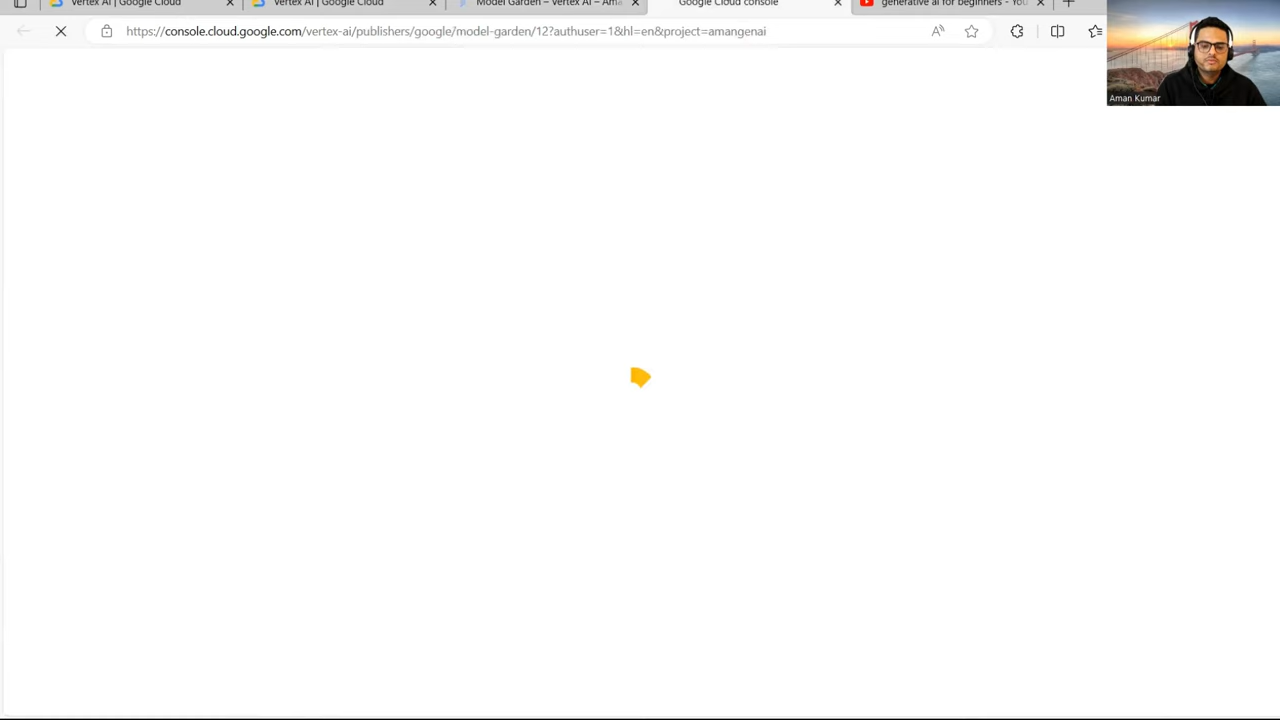 Vertex AI | Google Cloud
Vertex AI | Google Cloud
Model Garden – Vertex AI – Ama
Google Cloud console
generative ai for beginners - You
https://console.cloud.google.com/vertex-ai/publishers/google/model-garden/12?authuser=1&hl=en&project=amangenai
Aman Kumar